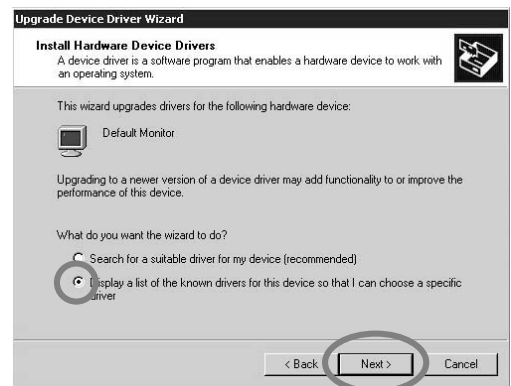 Upgrade Device Driver Wizard
Install Hardware Device Drivers
A device driver is a software program that enables a hardware device to work with
an operating system.
This wizard upgrades drivers for the following hardware device:
Default Monitor
Upgrading to a newer version of a device driver may add functionality to or improve the
performance of this device.
What do you want the wizard to do?
Search for a suitable driver for my device (recommended)
Display a list of the known drivers for this device so that I can choose a specific
driver
< Back
Next >
Cancel